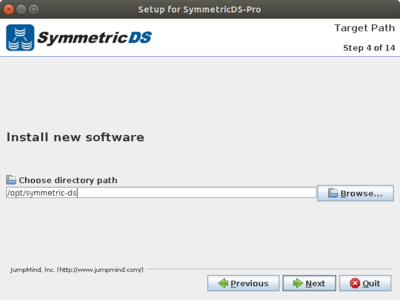 Setup for SymmetricDS-Pro
SymmetricDS
Target Path
Step 4 of 14
Install new software
Choose directory path
/opt/symmetric-ds
Browse...
JumpMind, Inc. (http://www.jumpmind.com/)
Previous
Next
Quit